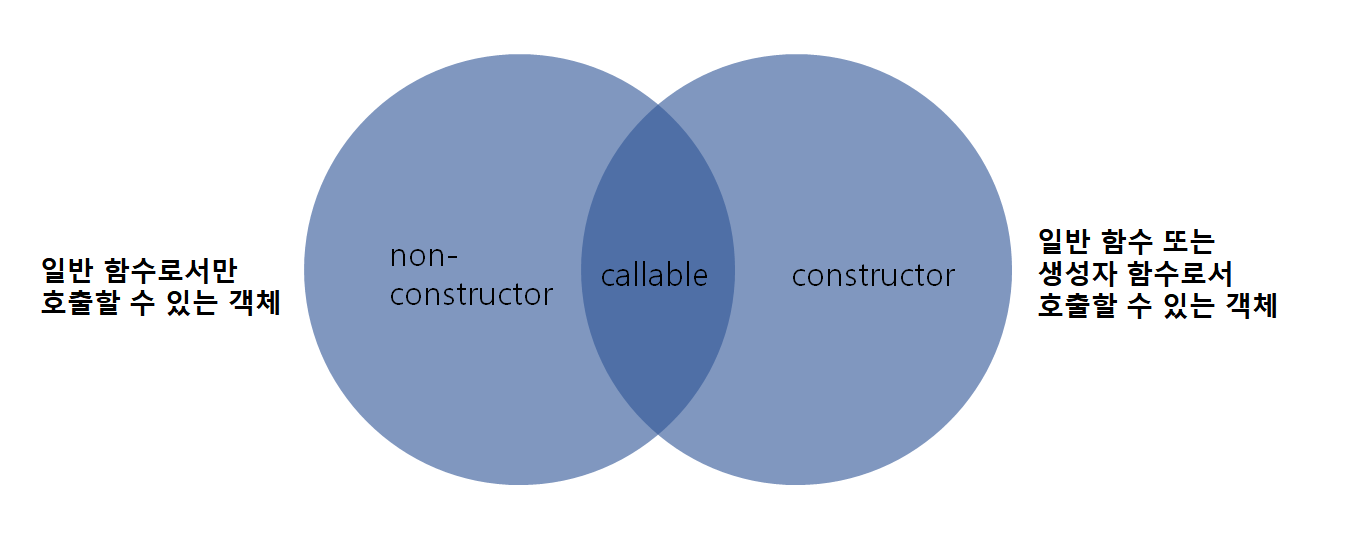 일반 함수로서만
호출할 수 있는 객체
non-
constructor
callable
constructor
일반 함수 또는
생성자 함수로서
호출할 수 있는 객체